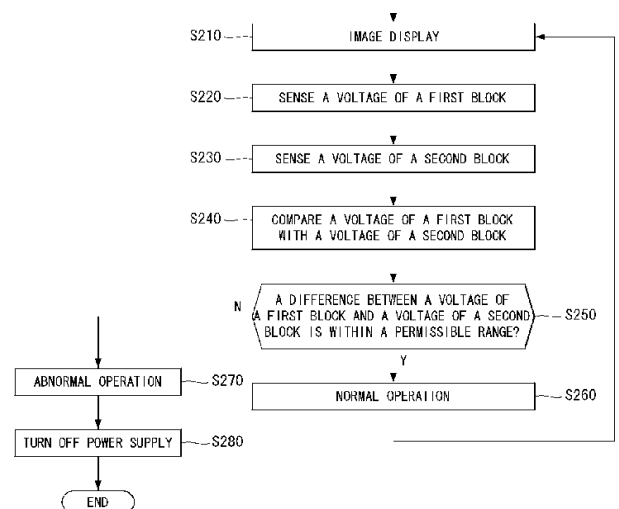 S210
IMAGE DISPLAY
S220
SENSE A VOLTAGE OF A FIRST BLOCK
S230
SENSE A VOLTAGE OF A SECOND BLOCK
S240
COMPARE A VOLTAGE OF A FIRST BLOCK
WITH A VOLTAGE OF A SECOND BLOCK
N
A DIFFERENCE BETWEEN A VOLTAGE OF
A FIRST BLOCK AND A VOLTAGE OF A SECOND
BLOCK IS WITHIN A PERMISSIBLE RANGE?
S250
Y
ABNORMAL OPERATION
S270
NORMAL OPERATION
S260
TURN OFF POWER SUPPLY
S280
END